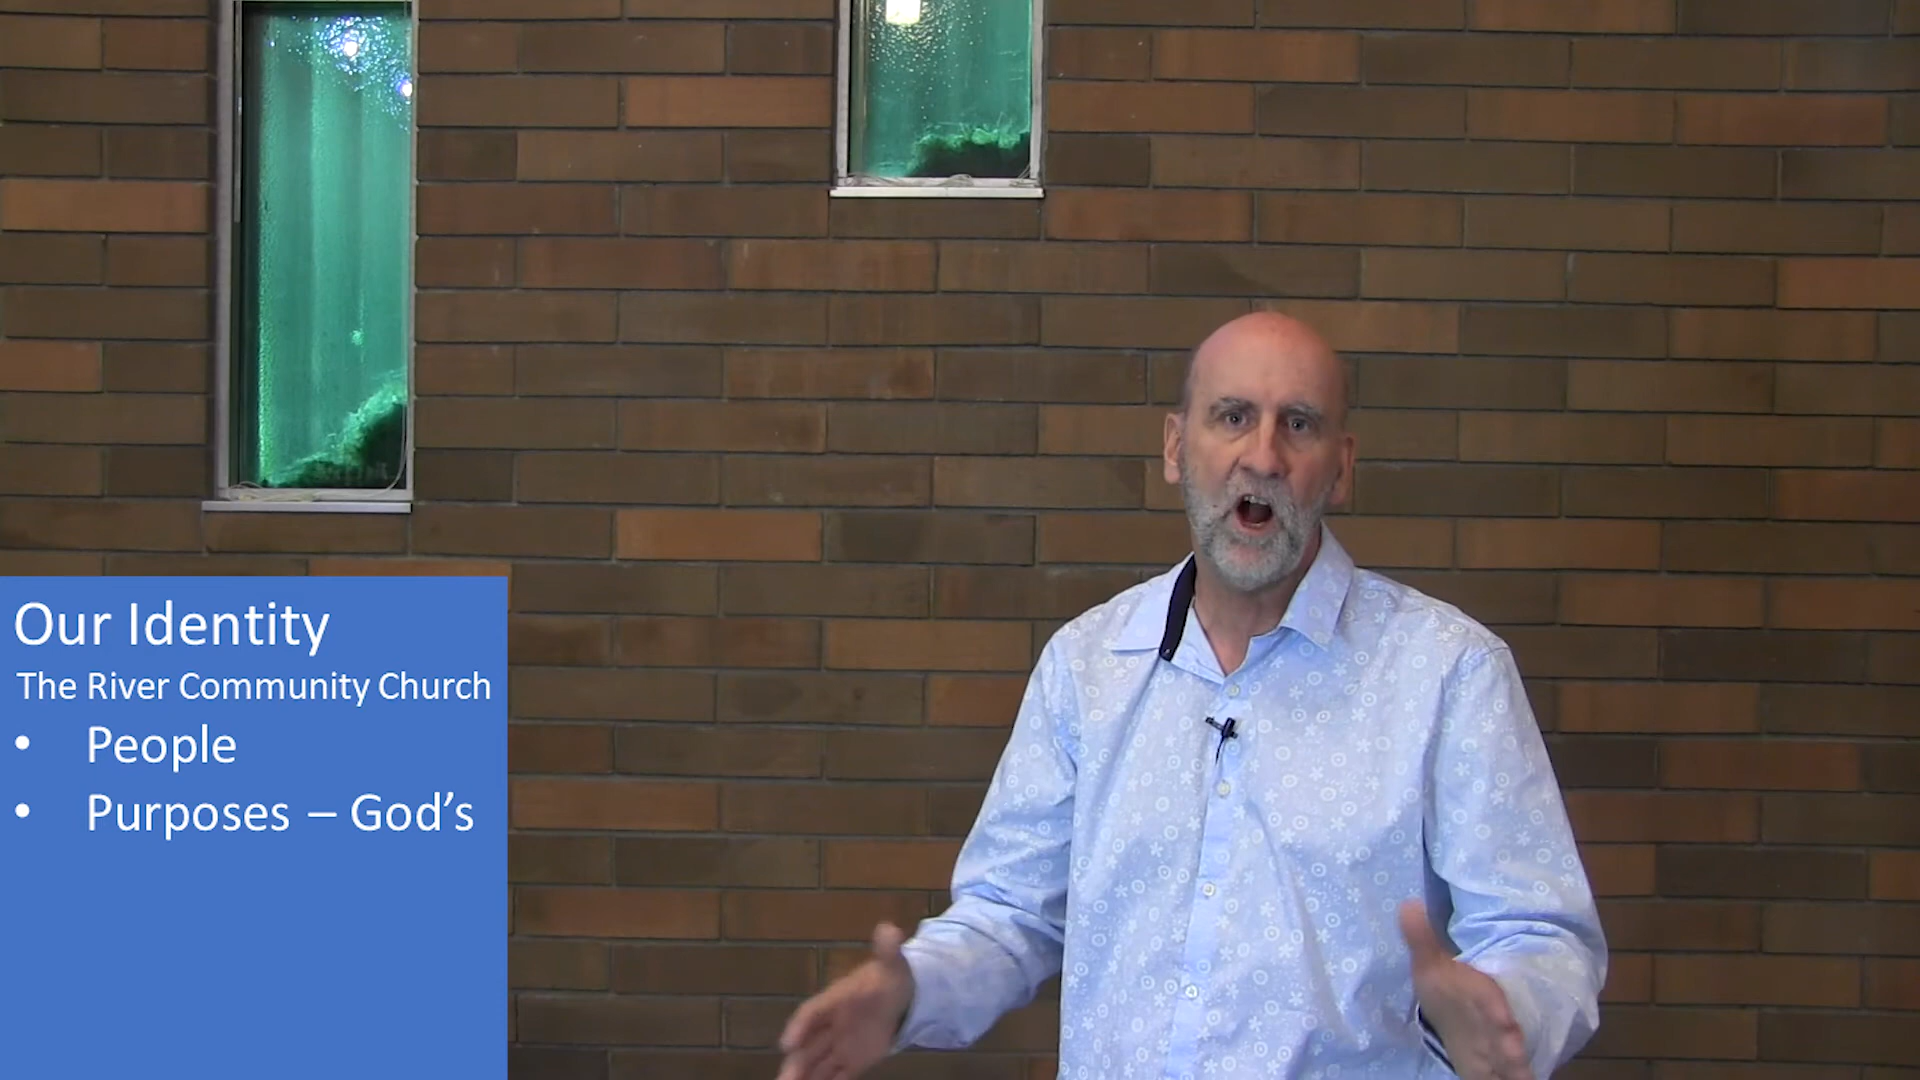 Our Identity
The River Community Church
• People
• Purposes – God’s